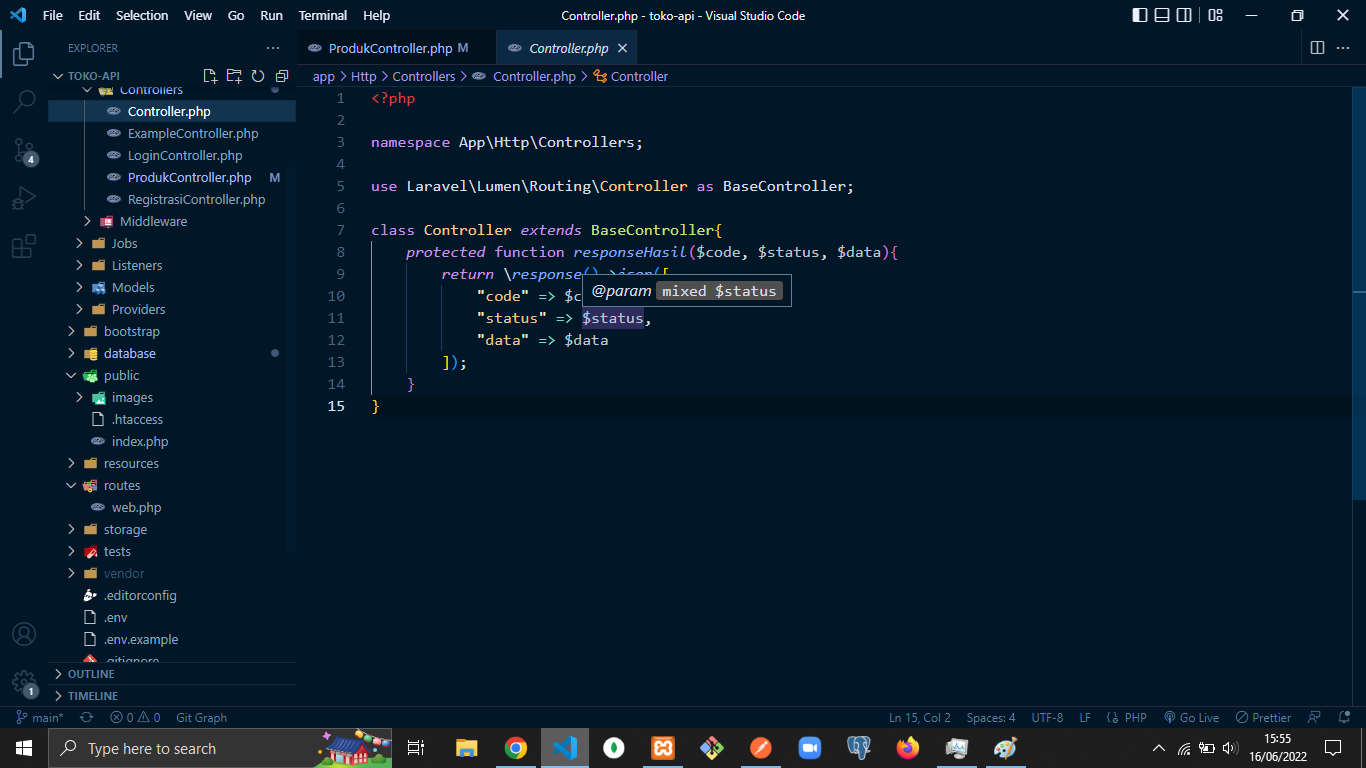 File Edit Selection View Go Run Terminal Help
Controller.php - toko-api - Visual Studio Code
EXPLORER
TOKO-API
Controllers
Controller.php
ExampleController.php
LoginController.php
ProdukController.php M
RegistrasiController.php
Middleware
Jobs
Listeners
Models
Providers
bootstrap
database
public
images
.htaccess
index.php
resources
routes
web.php
storage
tests
vendor
.editorconfig
.env
.env.example
.gitignore
OUTLINE
TIMELINE
4
1
ProdukController.php M
Controller.php
app > Http > Controllers > Controller.php > Controller
1 <?php
2
3 namespace App\Http\Controllers;
4
5 use Laravel\Lumen\Routing\Controller as BaseController;
6
7 class Controller extends BaseController{
8 protected function responseHasil($code, $status, $data){
9 return \response()->json([
10 "code" => $c
@param mixed $status
11 "status" => $status,
12 "data" => $data
13 ]);
14 }
15 }
main* 0 0 Git Graph
Ln 15, Col 2 Spaces: 4 UTF-8 LF PHP Go Live Prettier
Type here to search
15:55
16/06/2022